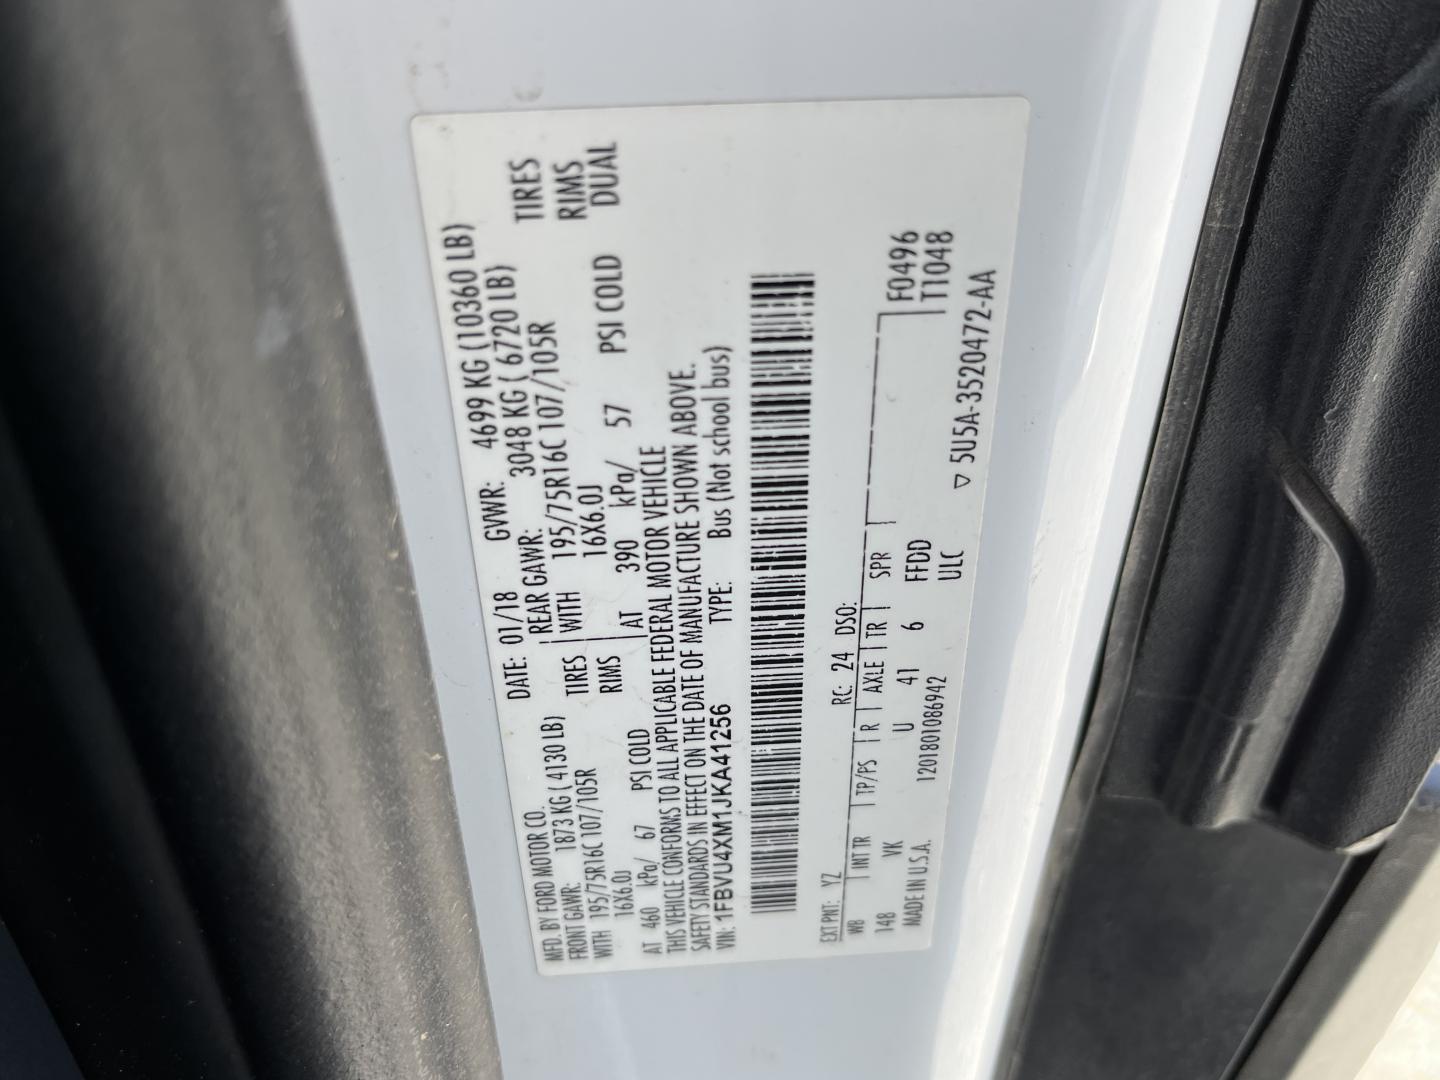 MFD. BY FORD MOTOR CO. DATE: 01/18 GVWR: 4699 KG (10360 LB)
FRONT GAWR: 1873 KG (4130 LB) REAR GAWR: 3048 KG ( 6720 LB)
WITH 195/75R16C 107/105R TIRES WITH 195/75R16C 107/105R TIRES
16X6.0J RIMS 16X6.0J RIMS
AT 460 kPa/ 67 PSI COLD AT 390 kPa/ 57 PSI COLD DUAL
THIS VEHICLE CONFORMS TO ALL APPLICABLE FEDERAL MOTOR VEHICLE
SAFETY STANDARDS IN EFFECT ON THE DATE OF MANUFACTURE SHOWN ABOVE.
VIN: 1FBVU4XM1JKA41256 TYPE: Bus (Not school bus)
EXT PNT: YZ RC: 24 DSO: F0496
WB INT TR TP/PS R AXLE TR SPR T1048
148 VK U 41 6 FFDD
MADE IN U.S.A. 1201801086942 ULC
▽ 5U5A-3520472-AA